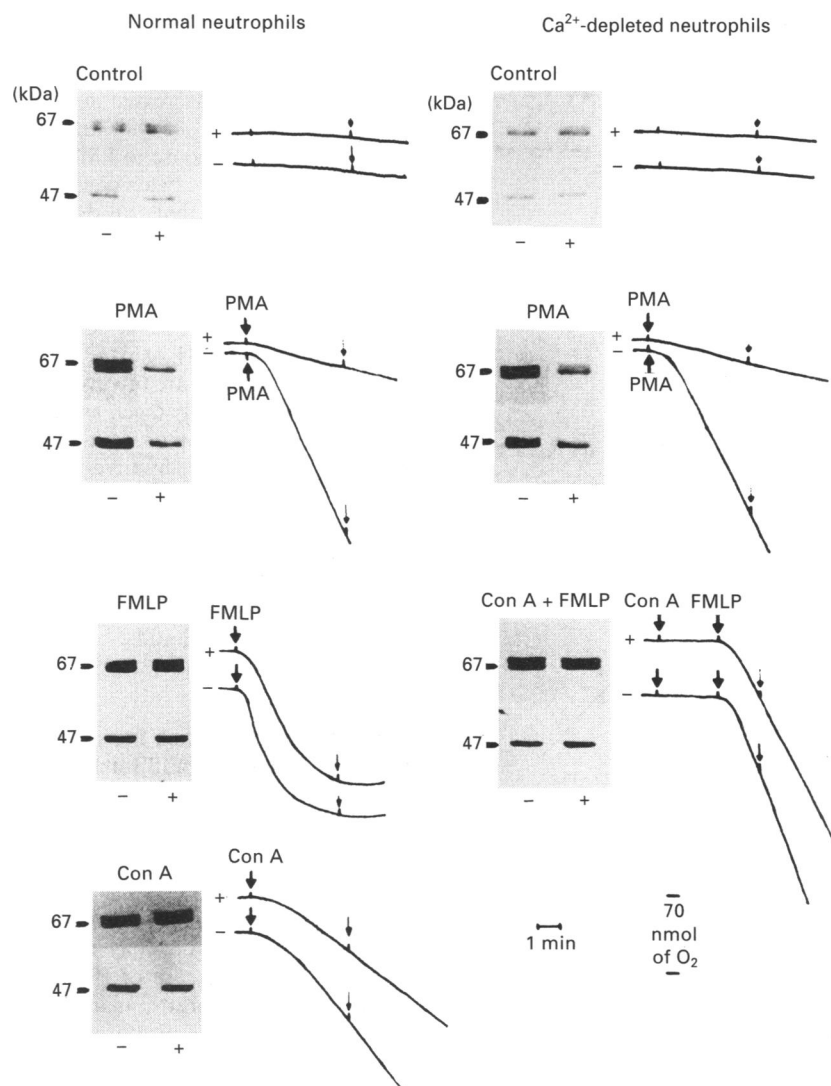 Normal neutrophils
Ca²⁺-depleted neutrophils
Control
(kDa)
67
47
− +
+
−
Control
(kDa)
67
47
− +
+
−
PMA
67
47
− +
PMA
+
−
PMA
PMA
67
47
− +
PMA
+
−
PMA
FMLP
67
47
− +
FMLP
+
−
Con A + FMLP
67
47
− +
Con A FMLP
+
−
Con A
67
47
− +
Con A
+
−
1 min
70
nmol
of O₂